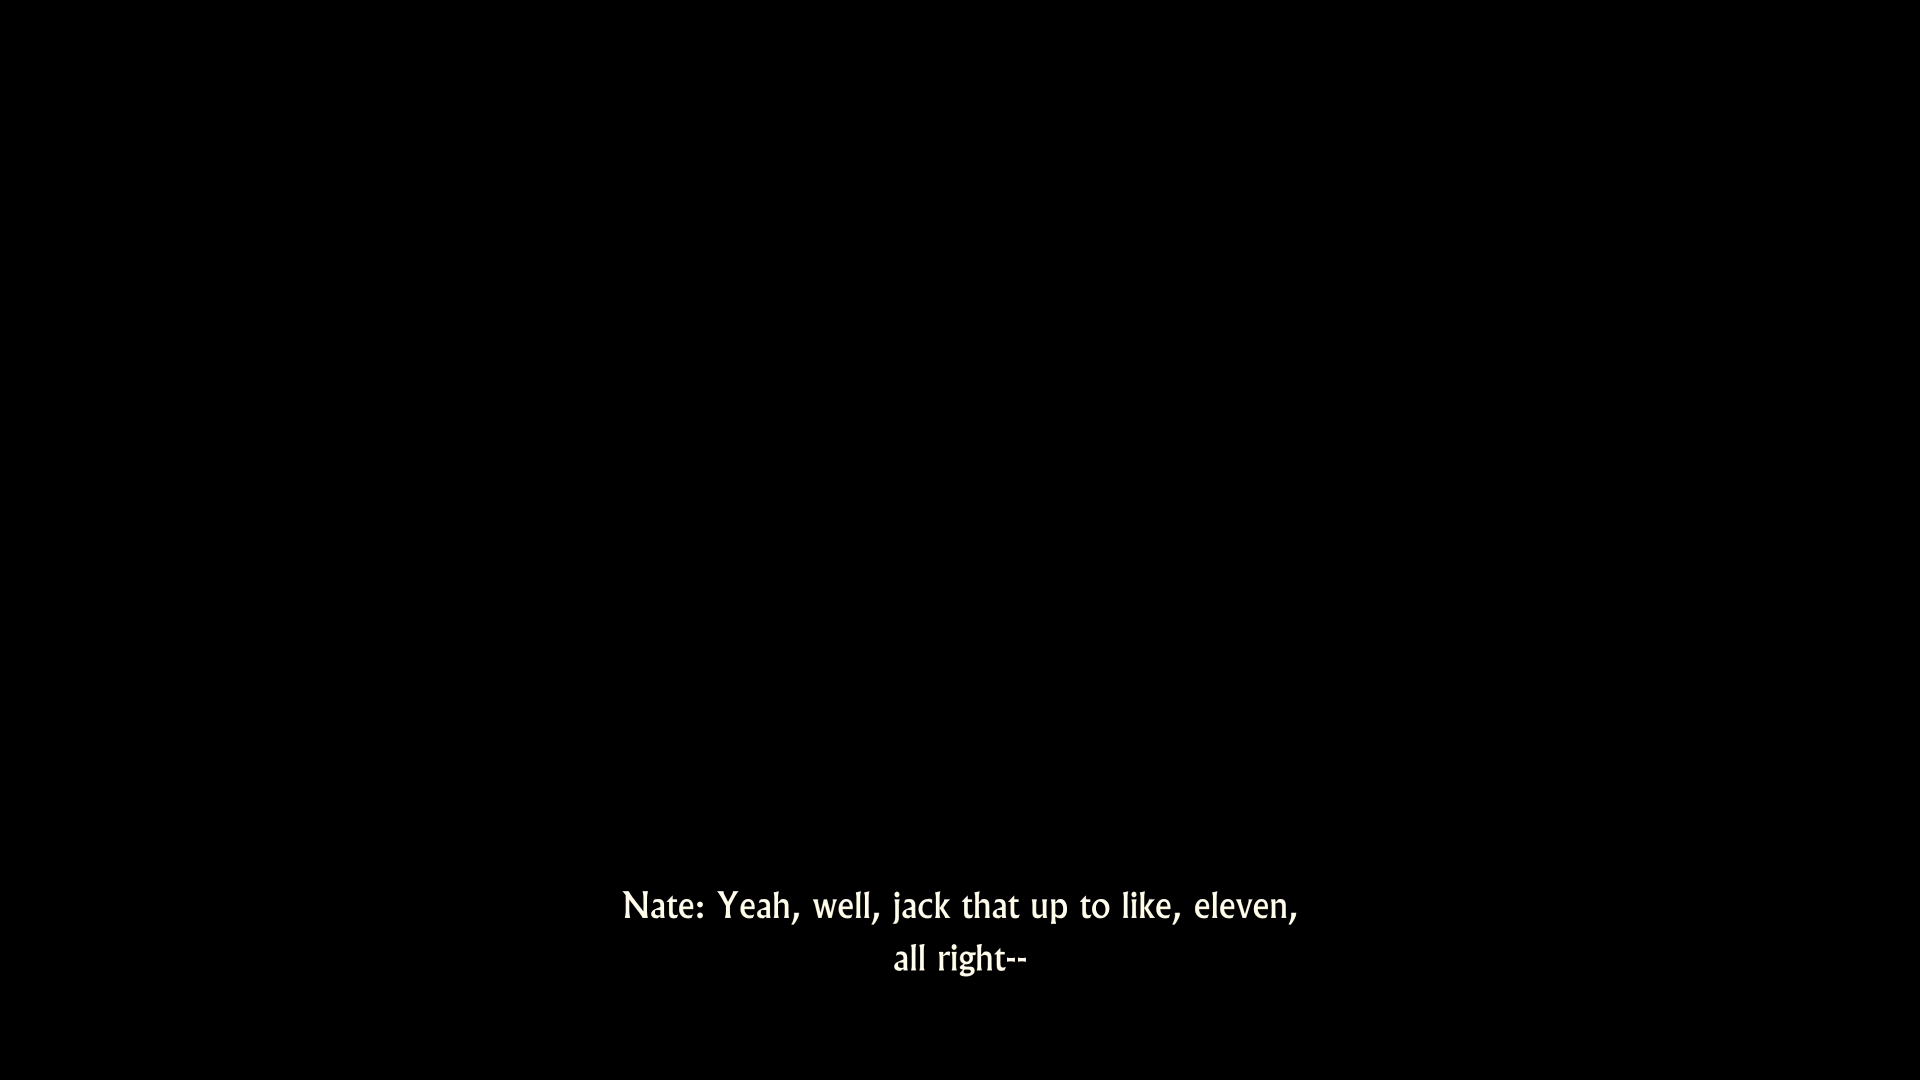 Nate: Yeah, well, jack that up to like, eleven,
all right--